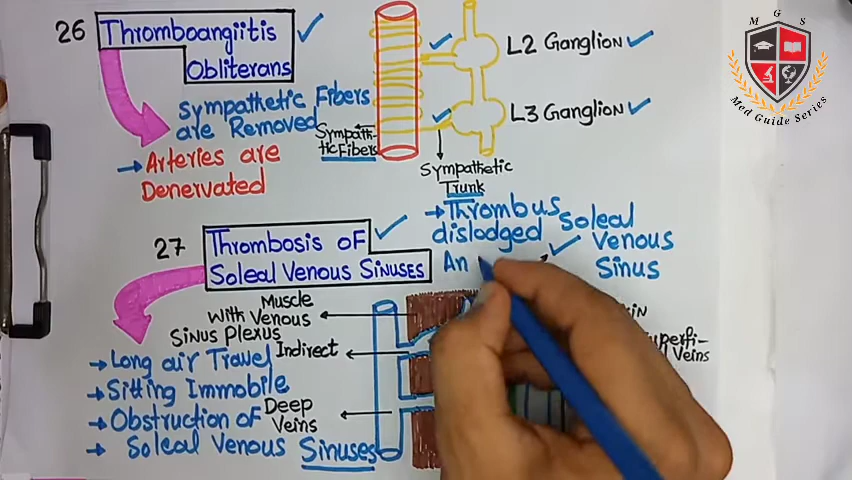 M G S
Med Guide Series
26 Thromboangiitis
Obliterans
Sympathetic Fibers
are Removed
→ Arteries are
Denervated
L2 Ganglion
L3 Ganglion
Sympath-
tic Fibers
Sympathetic
Trunk
27 Thrombosis of
Soleal Venous Sinuses
→ Thrombus
dislodged
An
Soleal
Venous
Sinus
Muscle
With Venous
Sinus Plexus
Indirect
Deep
Veins
→ Long air Travel
→ Sitting Immobile
→ Obstruction of
→ Soleal Venous Sinuses
Veins